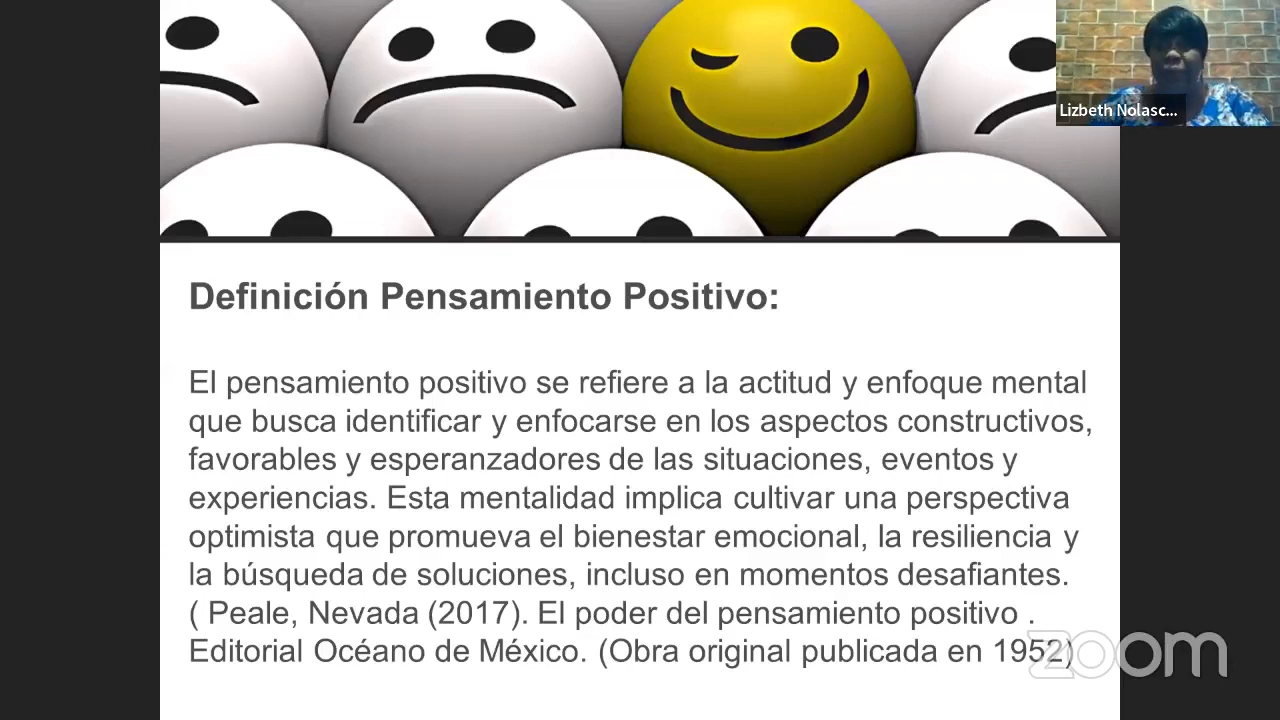 Lizbeth Nolasc...
Definición Pensamiento Positivo:
El pensamiento positivo se refiere a la actitud y enfoque mental
que busca identificar y enfocarse en los aspectos constructivos,
favorables y esperanzadores de las situaciones, eventos y
experiencias. Esta mentalidad implica cultivar una perspectiva
optimista que promueva el bienestar emocional, la resiliencia y
la búsqueda de soluciones, incluso en momentos desafiantes.
( Peale, Nevada (2017). El poder del pensamiento positivo .
Editorial Océano de México. (Obra original publicada en 1952)
zoom